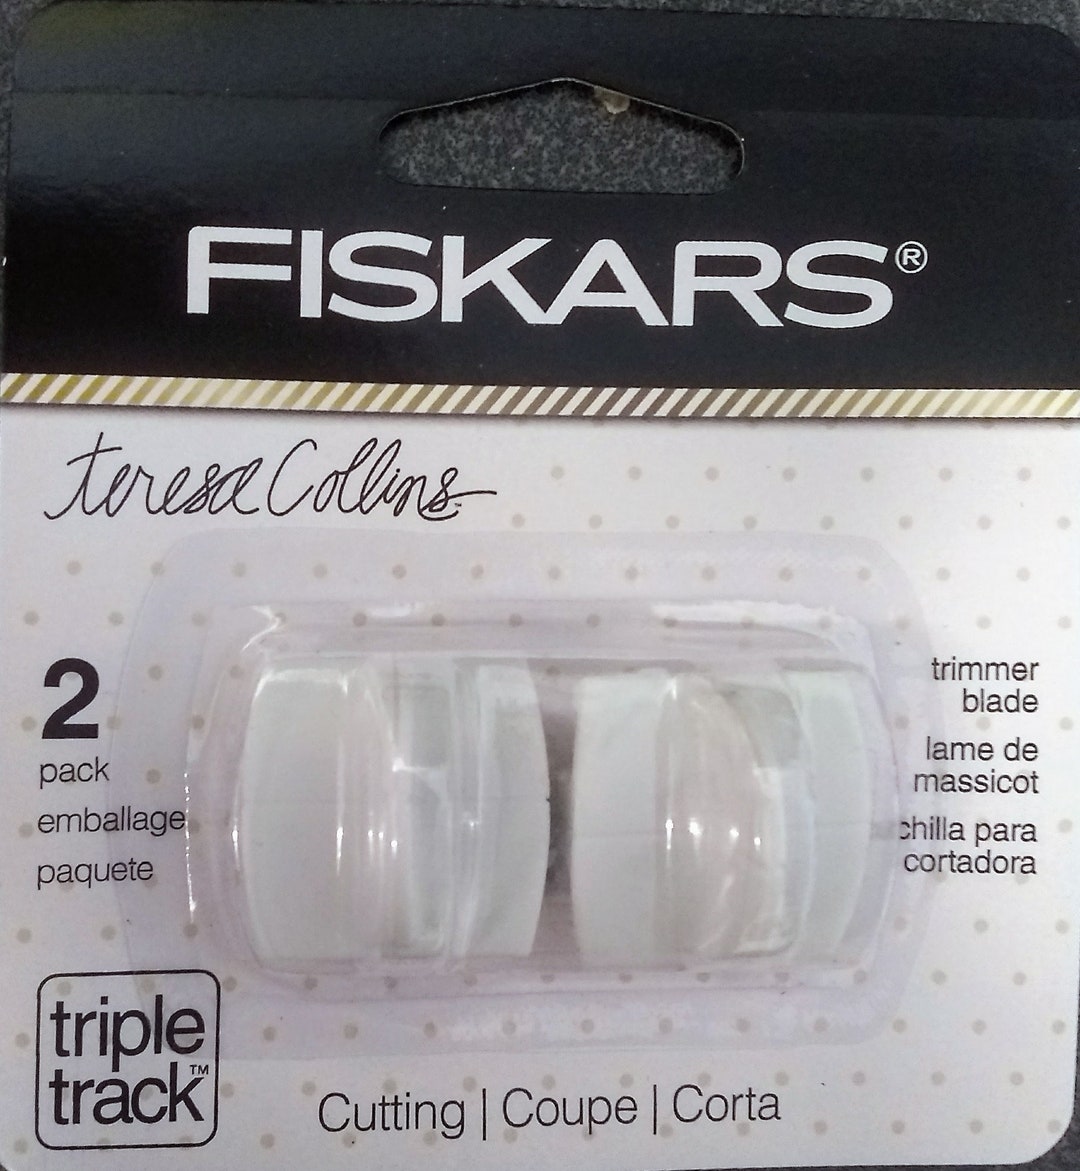 FISKARS®
teresa Collins
2
pack
emballage
paquete
trimmer
blade
lame de
massicot
chilla para
cortadora
triple
track™
Cutting | Coupe | Corta